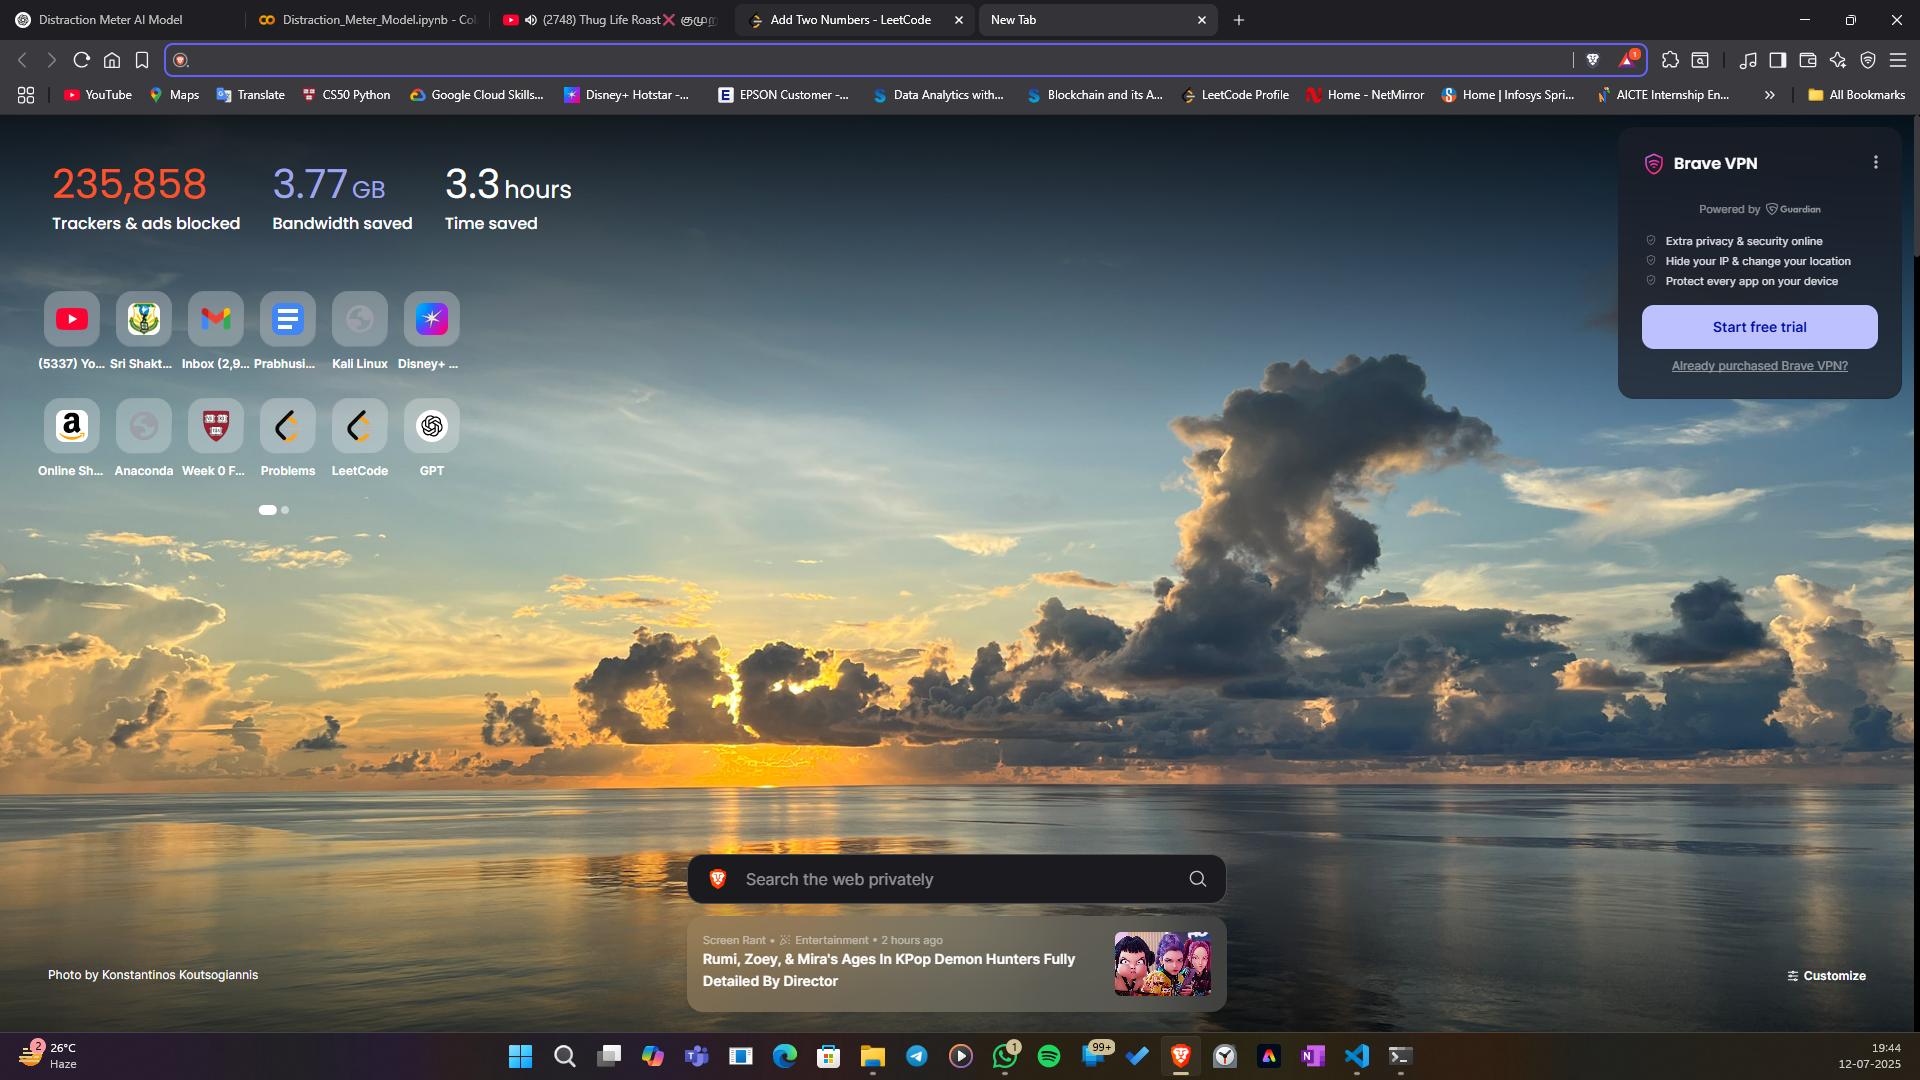 Distraction Meter AI Model
Distraction_Meter_Model.ipynb - Co
(2748) Thug Life Roast❌ குமுற
Add Two Numbers - LeetCode
New Tab
1
YouTube
Maps
Translate
CS50 Python
Google Cloud Skills...
Disney+ Hotstar -...
EPSON Customer -...
Data Analytics with...
Blockchain and its A...
LeetCode Profile
Home - NetMirror
Home | Infosys Spri...
AICTE Internship En...
All Bookmarks
235,858
Trackers & ads blocked
3.77 GB
Bandwidth saved
3.3 hours
Time saved
Brave VPN
Powered by Guardian
Extra privacy & security online
Hide your IP & change your location
Protect every app on your device
Start free trial
Already purchased Brave VPN?
(5337) Yo...
Sri Shakt...
Inbox (2,9...
Prabhusi...
Kali Linux
Disney+ ...
Online Sh...
Anaconda
Week 0 F...
Problems
LeetCode
GPT
Search the web privately
Screen Rant • Entertainment • 2 hours ago
Rumi, Zoey, & Mira's Ages In KPop Demon Hunters Fully
Detailed By Director
Photo by Konstantinos Koutsogiannis
Customize
2
26°C
Haze
1
99+
19:44
12-07-2025